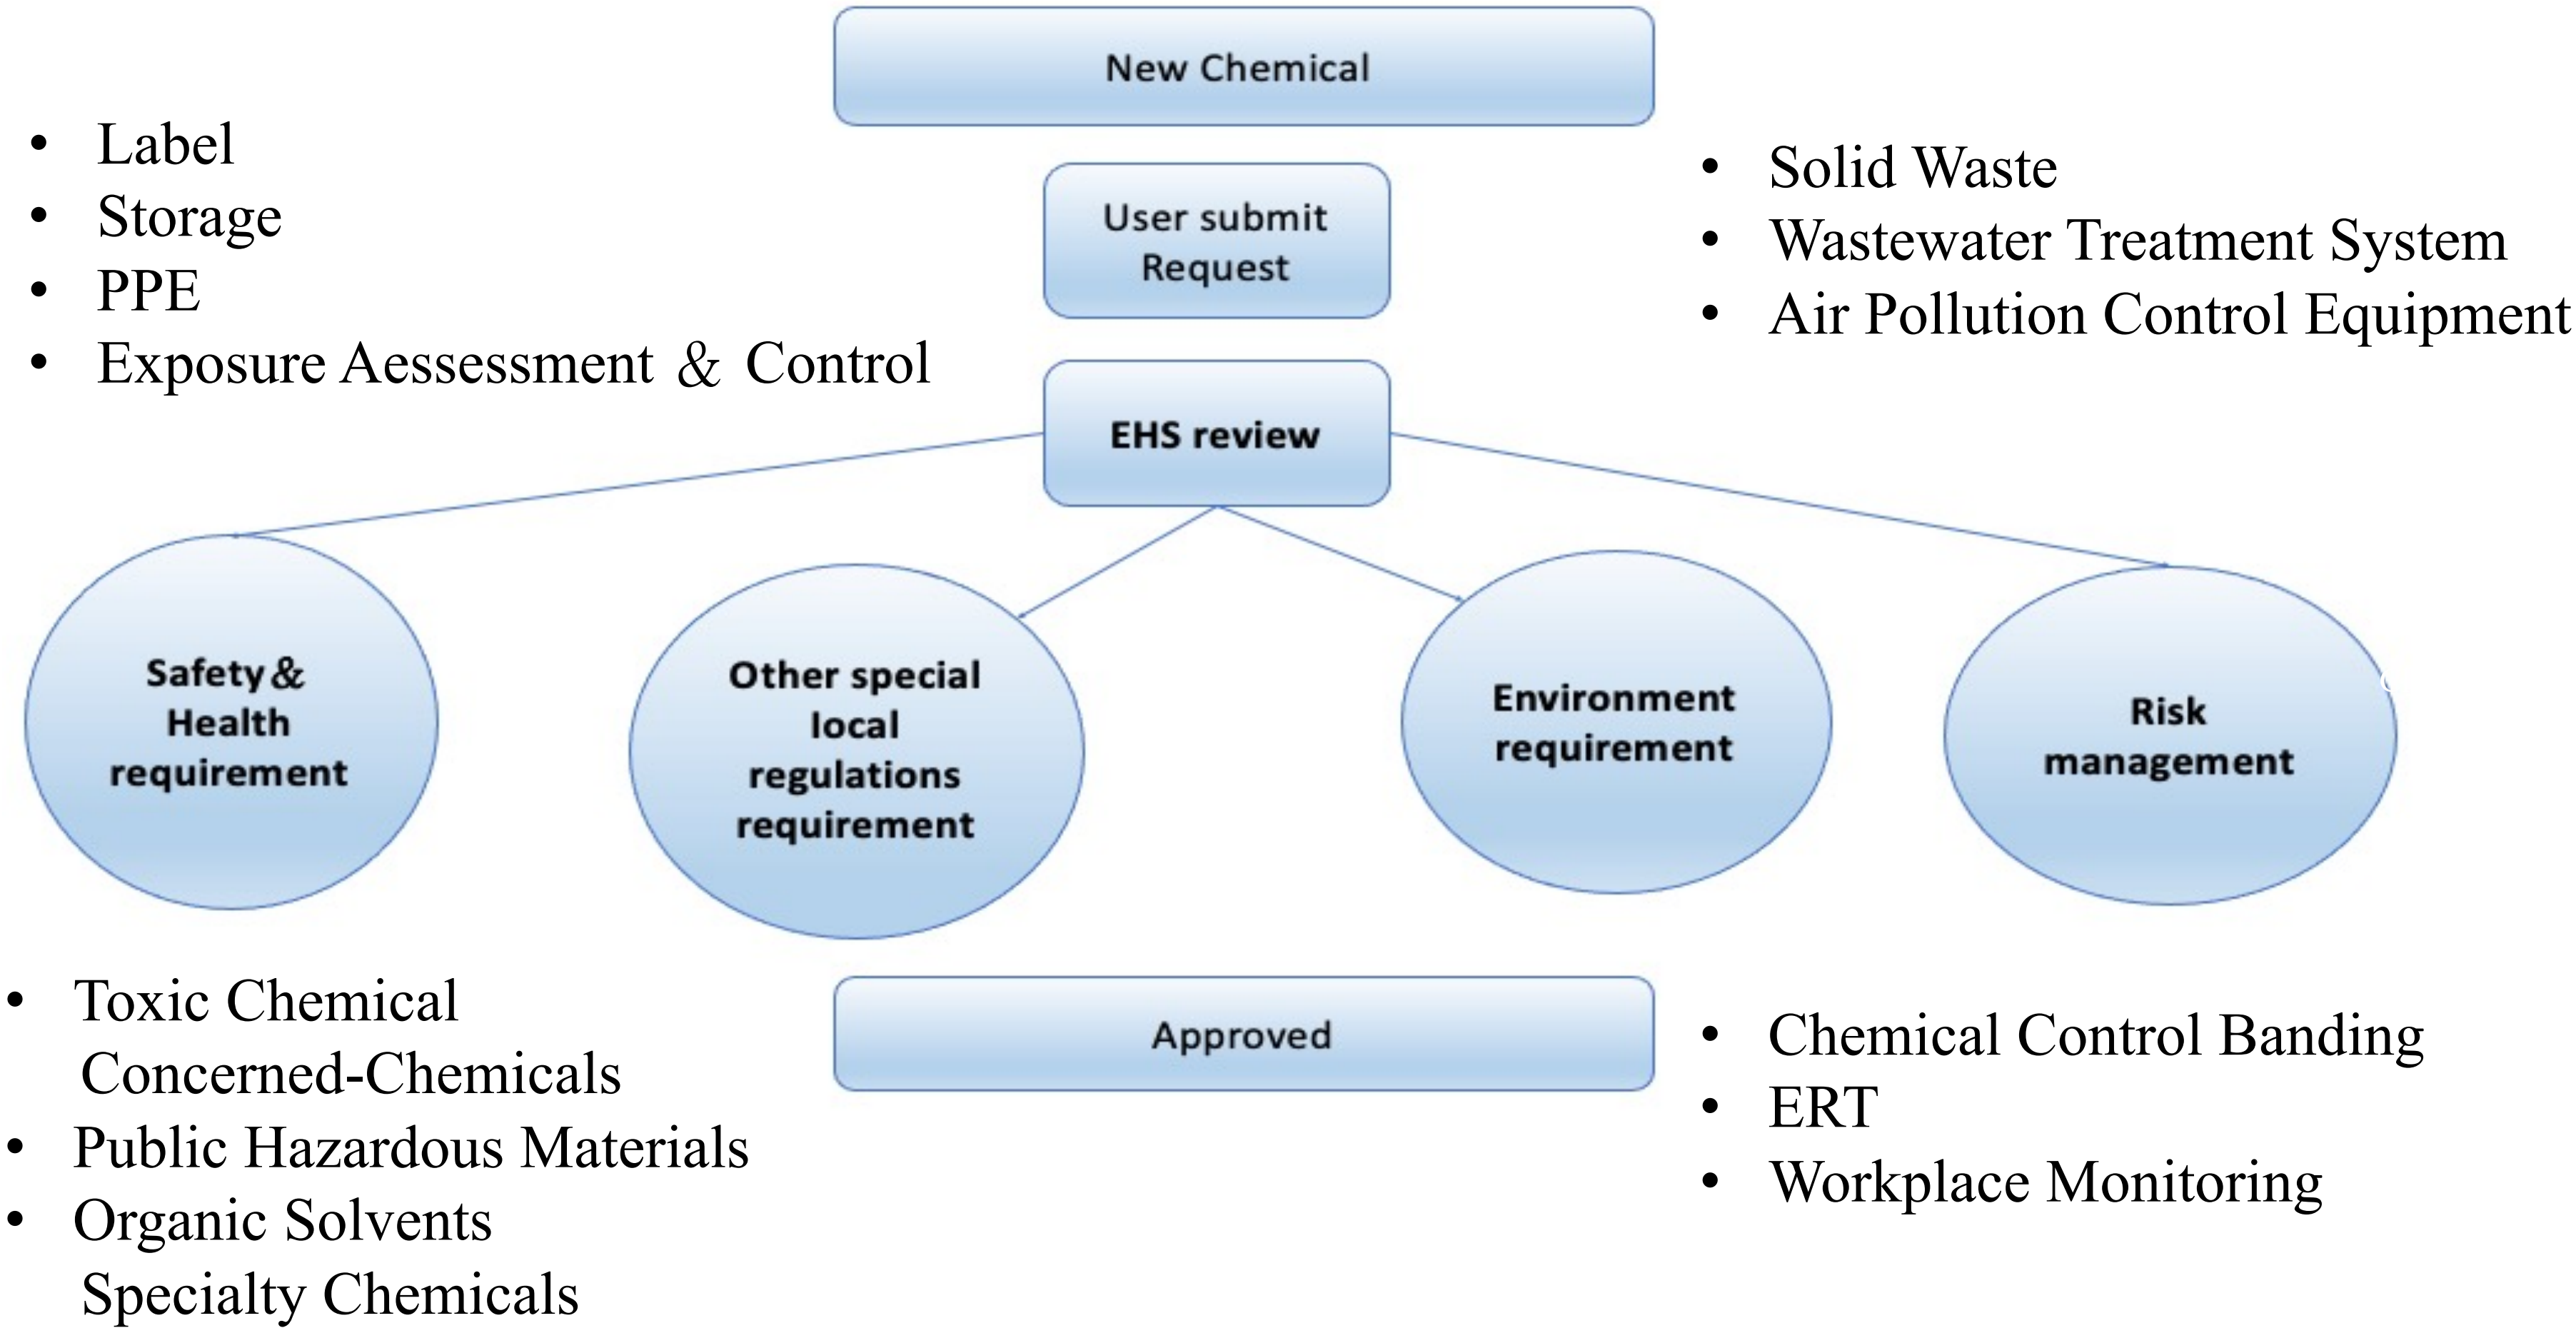 New Chemical
• Label
• Storage
• PPE
• Exposure Aessessment & Control
User submit
Request
• Solid Waste
• Wastewater Treatment System
• Air Pollution Control Equipment
EHS review
Safety&
Health
requirement
Other special
local
regulations
requirement
Environment
requirement
Risk
management
• Toxic Chemical
Concerned-Chemicals
• Public Hazardous Materials
• Organic Solvents
Specialty Chemicals
Approved
• Chemical Control Banding
• ERT
• Workplace Monitoring